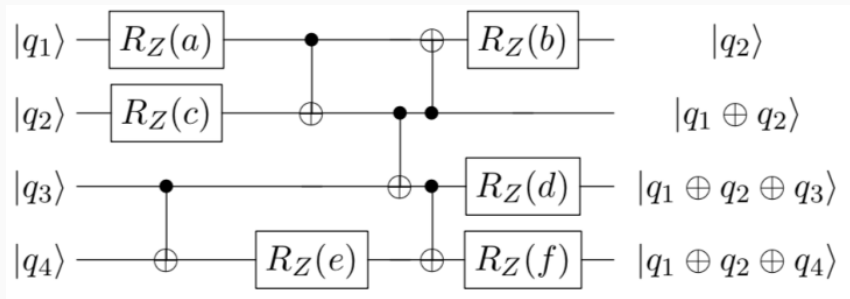 |q₁⟩ R_Z(a) R_Z(b) |q₂⟩
|q₂⟩ R_Z(c) |q₁ ⊕ q₂⟩
|q₃⟩ R_Z(d) |q₁ ⊕ q₂ ⊕ q₃⟩
|q₄⟩ R_Z(e) R_Z(f) |q₁ ⊕ q₂ ⊕ q₄⟩